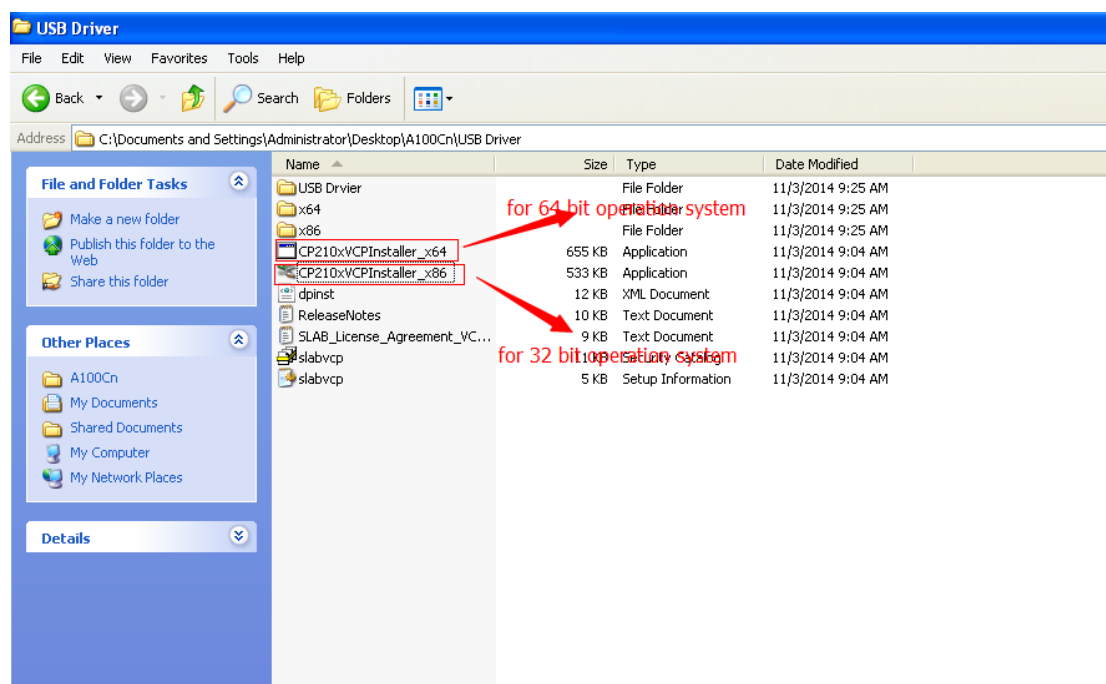 USB Driver
File Edit View Favorites Tools Help
Back Search Folders
Address C:\Documents and Settings\Administrator\Desktop\A100Cn\USB Driver
File and Folder Tasks
Make a new folder
Publish this folder to the
Web
Share this folder
Other Places
A100Cn
My Documents
Shared Documents
My Computer
My Network Places
Details
Name Size Type Date Modified
USB Drvier File Folder 11/3/2014 9:25 AM
x64 File Folder 11/3/2014 9:25 AM
for 64 bit operation system
x86 File Folder 11/3/2014 9:25 AM
CP210xVCPInstaller_x64 655 KB Application 11/3/2014 9:04 AM
CP210xVCPInstaller_x86 533 KB Application 11/3/2014 9:04 AM
dpinst 12 KB XML Document 11/3/2014 9:04 AM
ReleaseNotes 10 KB Text Document 11/3/2014 9:04 AM
SLAB_License_Agreement_VC... 9 KB Text Document 11/3/2014 9:04 AM
slabvcp 11 KB Security Catalog 11/3/2014 9:04 AM
for 32 bit operation system
slabvcp 5 KB Setup Information 11/3/2014 9:04 AM